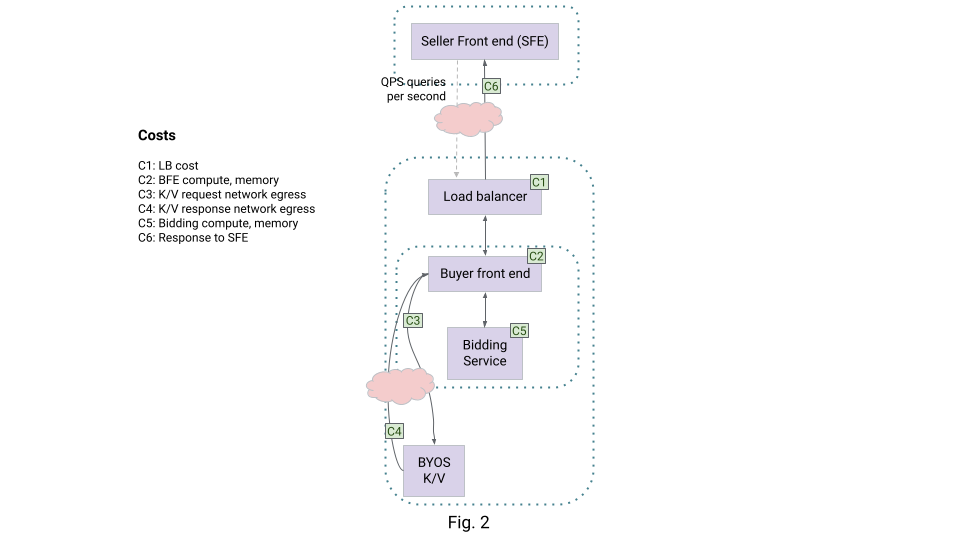 Seller Front end (SFE)
QPS queries
per second
C6
Costs
C1: LB cost
C2: BFE compute, memory
C3: K/V request network egress
C4: K/V response network egress
C5: Bidding compute, memory
C6: Response to SFE
C1
Load balancer
C2
Buyer front end
C3
C5
Bidding
Service
C4
BYOS
K/V
Fig. 2